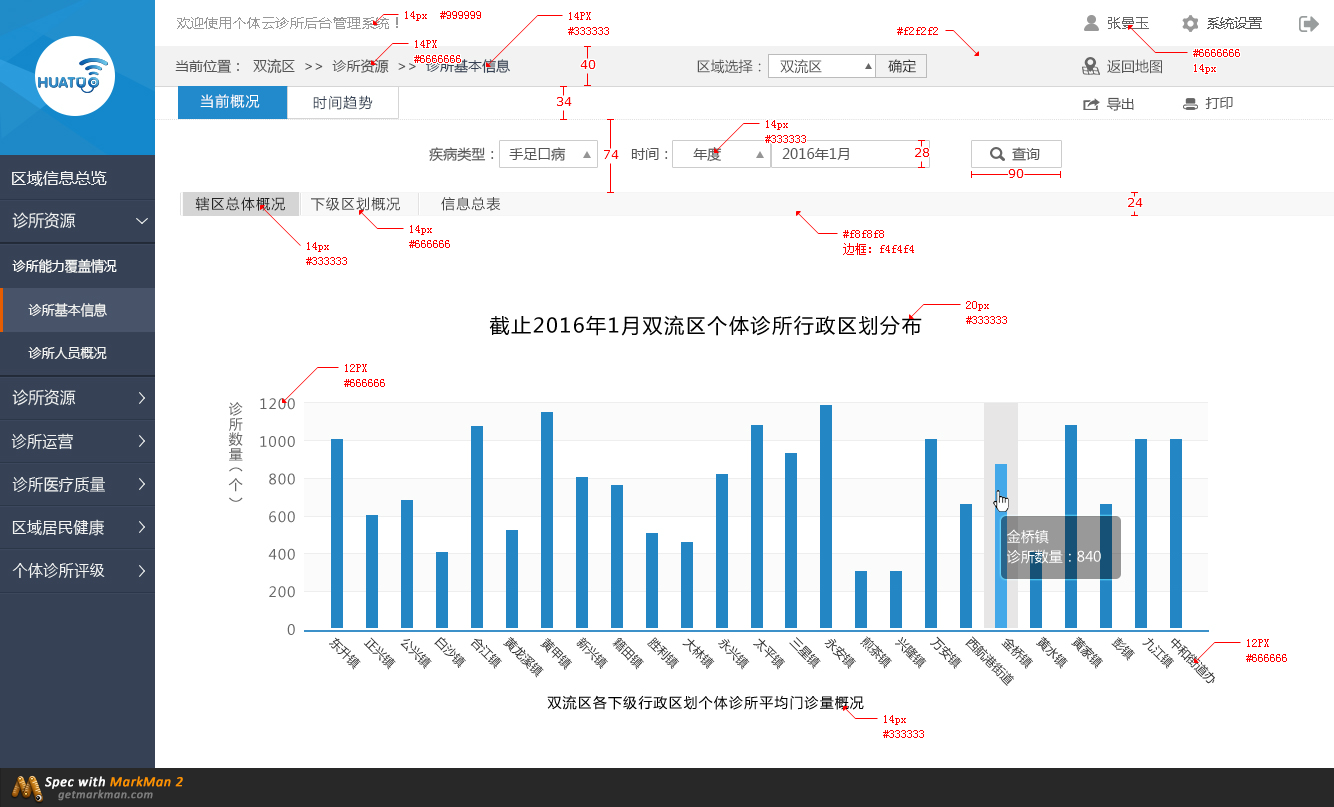 欢迎使用个体云诊所后台管理系统！
14px #999999
14PX
#333333
#f2f2f2
张曼玉
系统设置
HUATUO
14PX
#6666666
#6666666
14px
当前位置： 双流区 >> 诊所资源 >> 诊所基本信息
40
区域选择：
双流区
确定
返回地图
当前概况
时间趋势
34
导出
打印
14px
#333333
疾病类型：
手足口病
74
时间：
年度
2016年1月
28
查询
90
区域信息总览
诊所资源
诊所能力覆盖情况
诊所基本信息
诊所人员概况
诊所资源
诊所运营
诊所医疗质量
区域居民健康
个体诊所评级
辖区总体概况
下级区划概况
信息总表
24
14px
#333333
14px
#666666
#f8f8f8
边框：f4f4f4
20px
#333333
截止2016年1月双流区个体诊所行政区划分布
12PX
#666666
诊所数量（个）
1200
1000
800
600
400
200
0
金桥镇
诊所数量：840
东升镇
正兴镇
公兴镇
白沙镇
合江镇
黄龙溪镇
黄甲镇
新兴镇
籍田镇
胜利镇
大林镇
永兴镇
太平镇
三星镇
永安镇
煎茶镇
兴隆镇
万安镇
西航港街道
金桥镇
黄水镇
黄家镇
彭镇
九江镇
中和街道办
12PX
#666666
双流区各下级行政区划个体诊所平均门诊量概况
14px
#333333
Spec with MarkMan 2
getmarkman.com